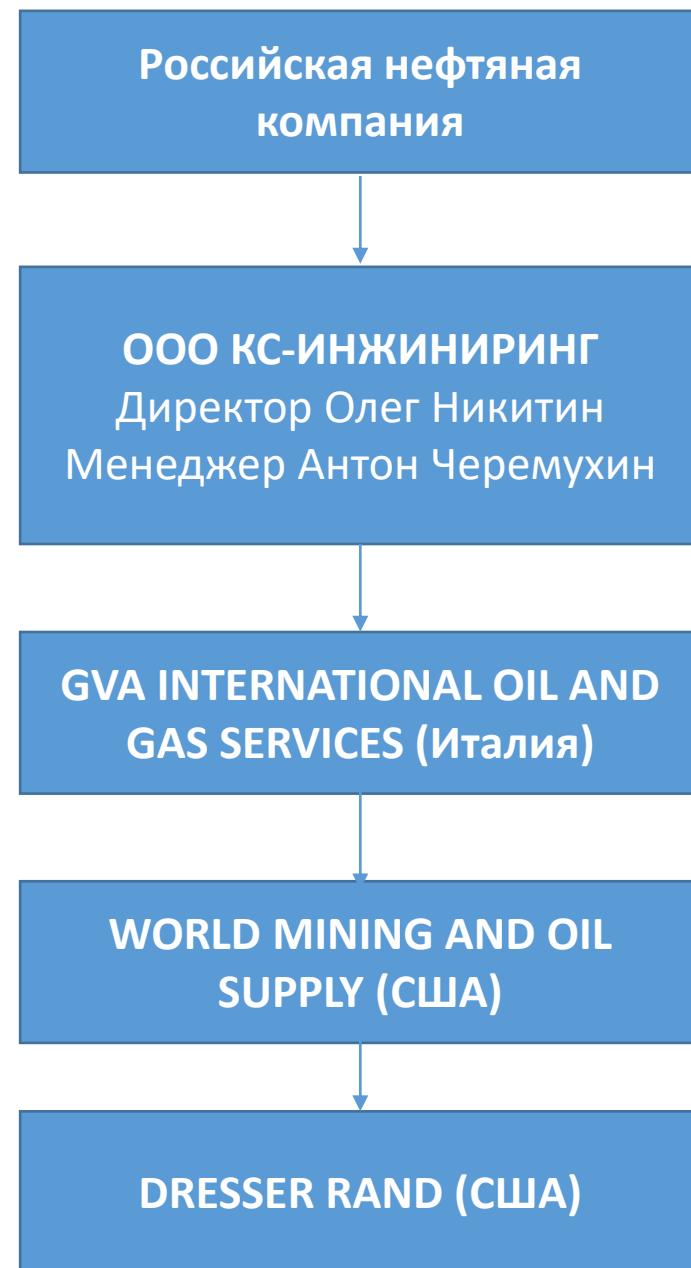 Российская нефтяная
компания
ООО КС-ИНЖИНИРИНГ
Директор Олег Никитин
Менеджер Антон Черемухин
GVA INTERNATIONAL OIL AND
GAS SERVICES (Италия)
WORLD MINING AND OIL
SUPPLY (США)
DRESSER RAND (США)